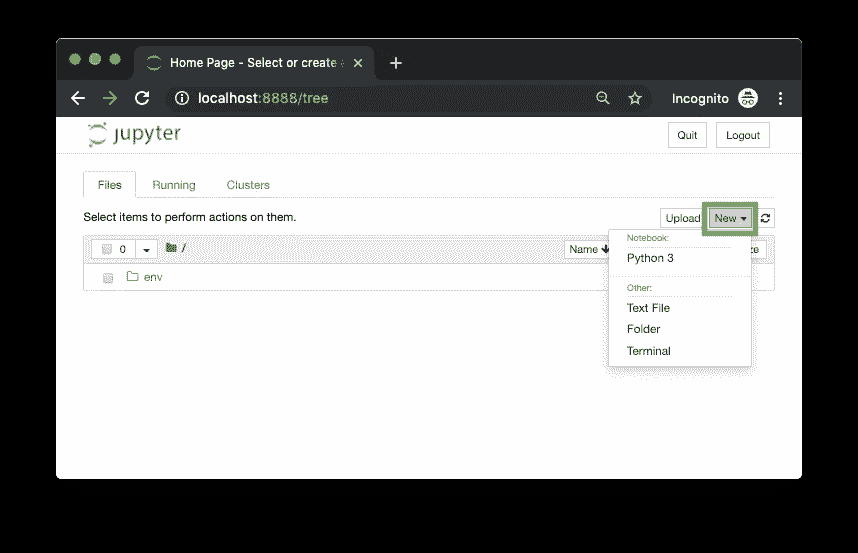 Home Page - Select or create
localhost:8888/tree
Incognito
jupyter
Quit
Logout
Files
Running
Clusters
Select items to perform actions on them.
Upload
New
0
/
Name
ze
Notebook:
Python 3
env
Other:
Text File
Folder
Terminal